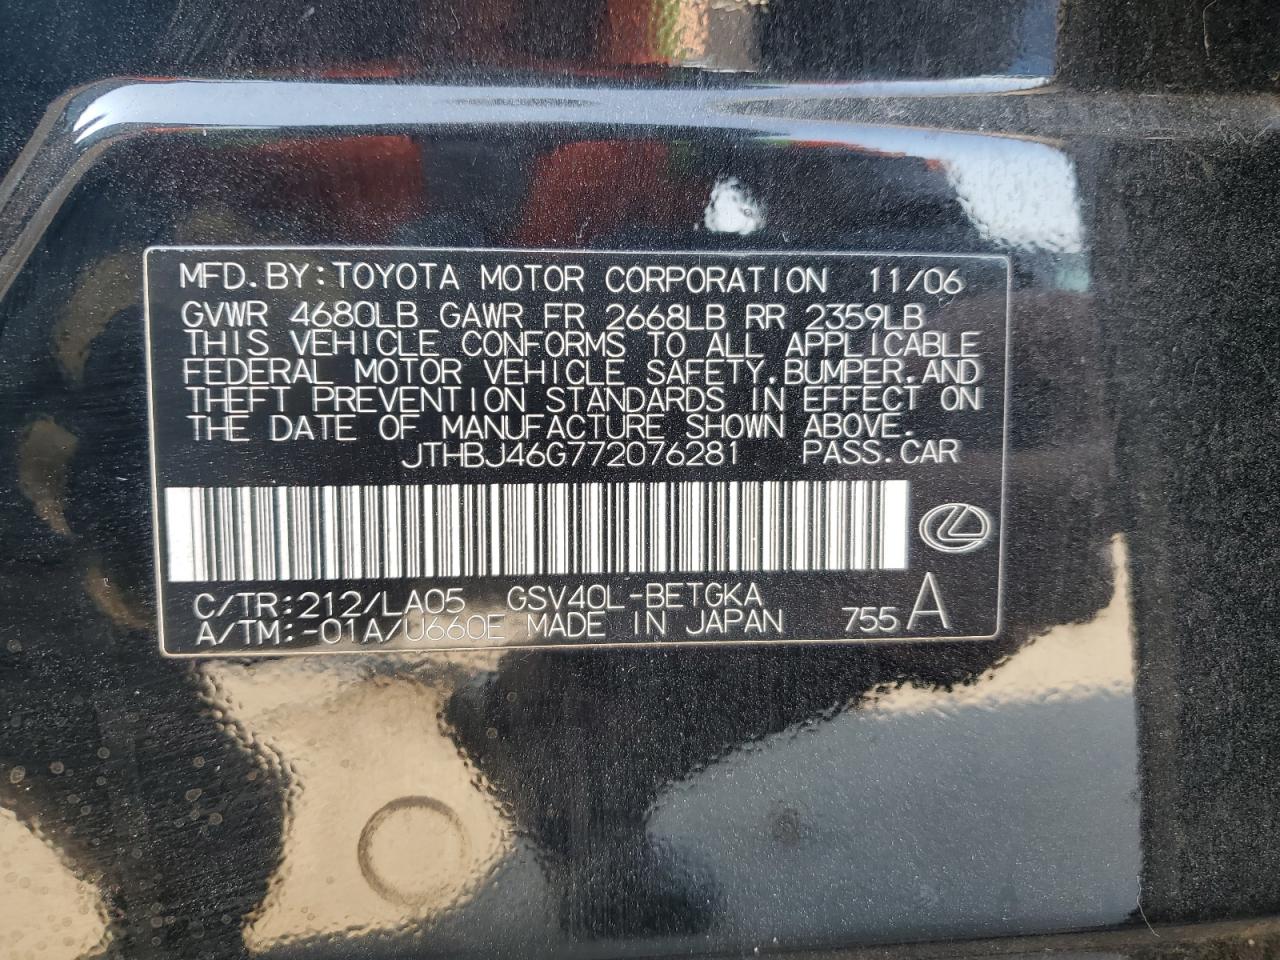 MFD.BY:TOYOTA MOTOR CORPORATION 11/06
GVWR 4680LB GAWR FR 2668LB RR 2359LB
THIS VEHICLE CONFORMS TO ALL APPLICABLE
FEDERAL MOTOR VEHICLE SAFETY,BUMPER,AND
THEFT PREVENTION STANDARDS IN EFFECT ON
THE DATE OF MANUFACTURE SHOWN ABOVE.
JTHBJ46G772076281 PASS.CAR
C/TR:212/LA05 GSV40L-BETGKA
A/TM:-01A/U660E MADE IN JAPAN 755 A